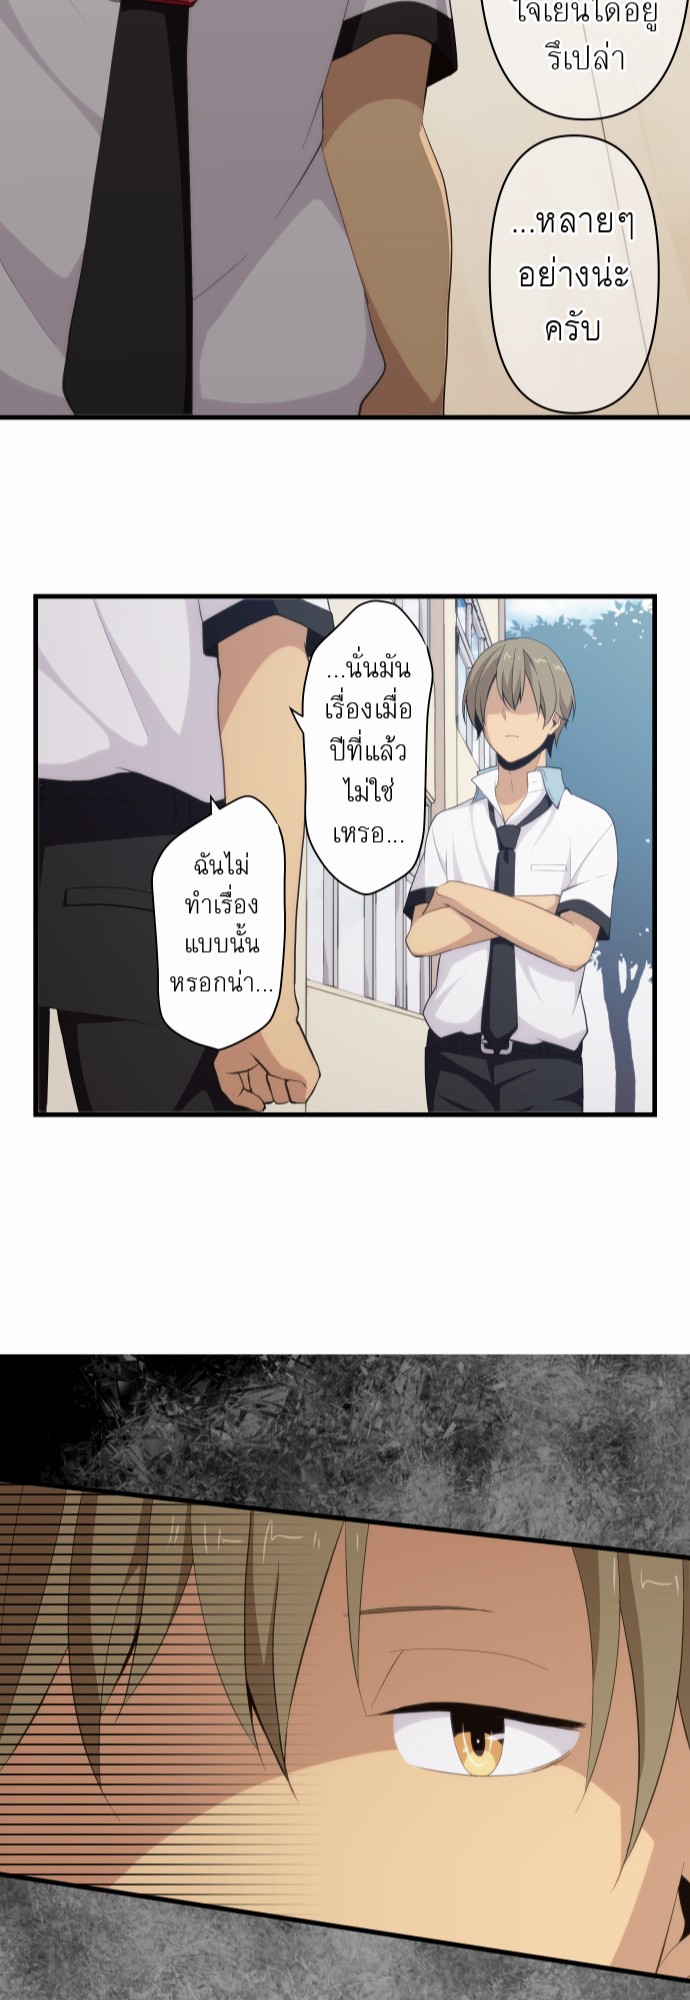 ใจเย็นได้อยู่
รึเปล่า
...หลายๆ
อย่างน่ะ
ครับ
...นั่นมัน
เรื่องเมื่อ
ปีที่แล้ว
ไม่ใช่
เหรอ...
ฉันไม่
ทำเรื่อง
แบบนั้น
หรอกน่า...